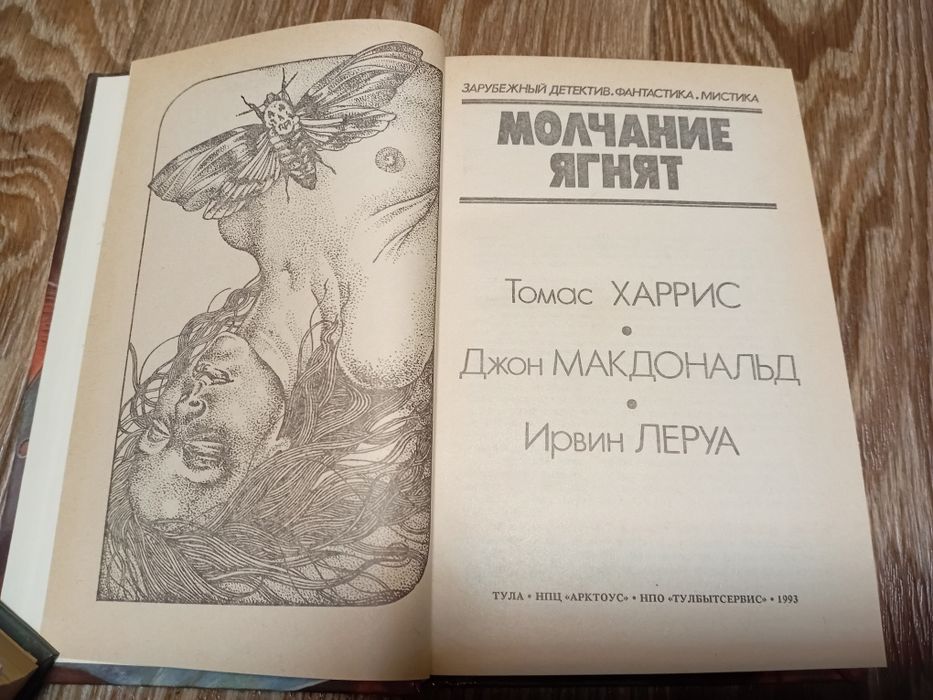 ЗАРУБЕЖНЫЙ ДЕТЕКТИВ.ФАНТАСТИКА.МИСТИКА
МОЛЧАНИЕ
ЯГНЯТ
Томас ХАРРИС
•
Джон МАКДОНАЛЬД
•
Ирвин ЛЕРУА
ТУЛА • НПЦ «АРКТОУС» • НПО «ТУЛБЫТСЕРВИС» • 1993